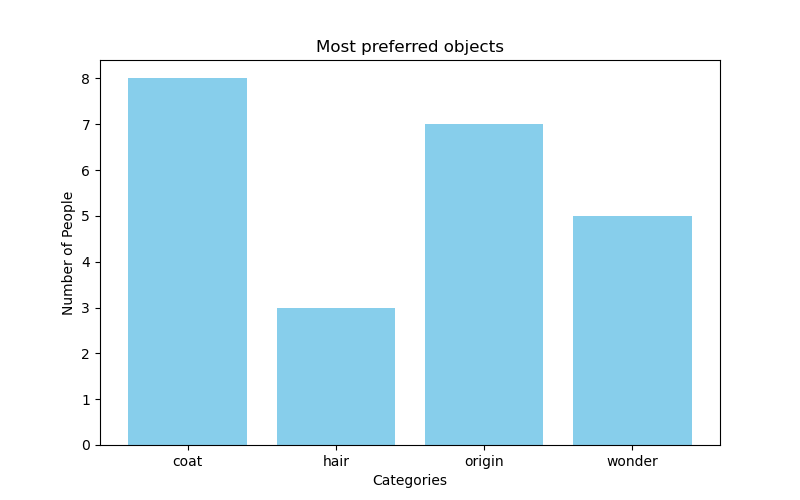 Most preferred objects
Number of People
8
7
6
5
4
3
2
1
0
coat hair origin wonder
Categories